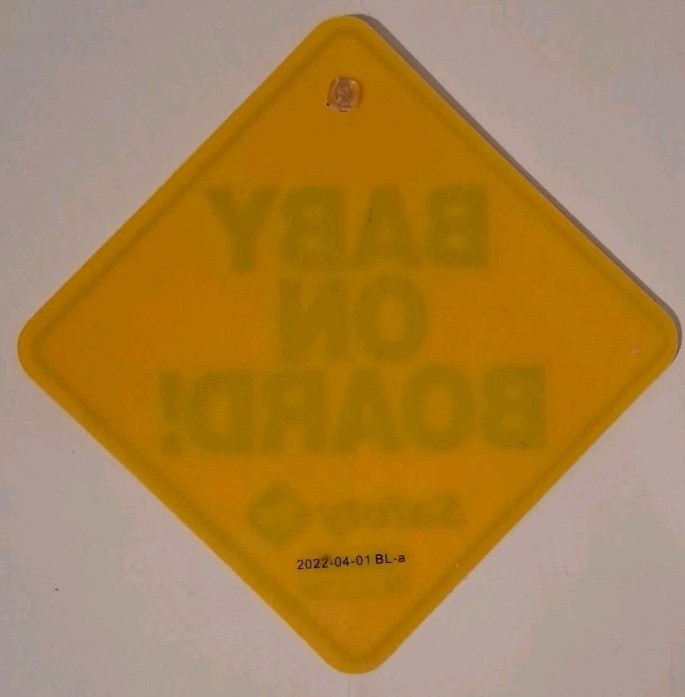 BABY
ON
BOARD!
Safety
2022-04-01 BL-a